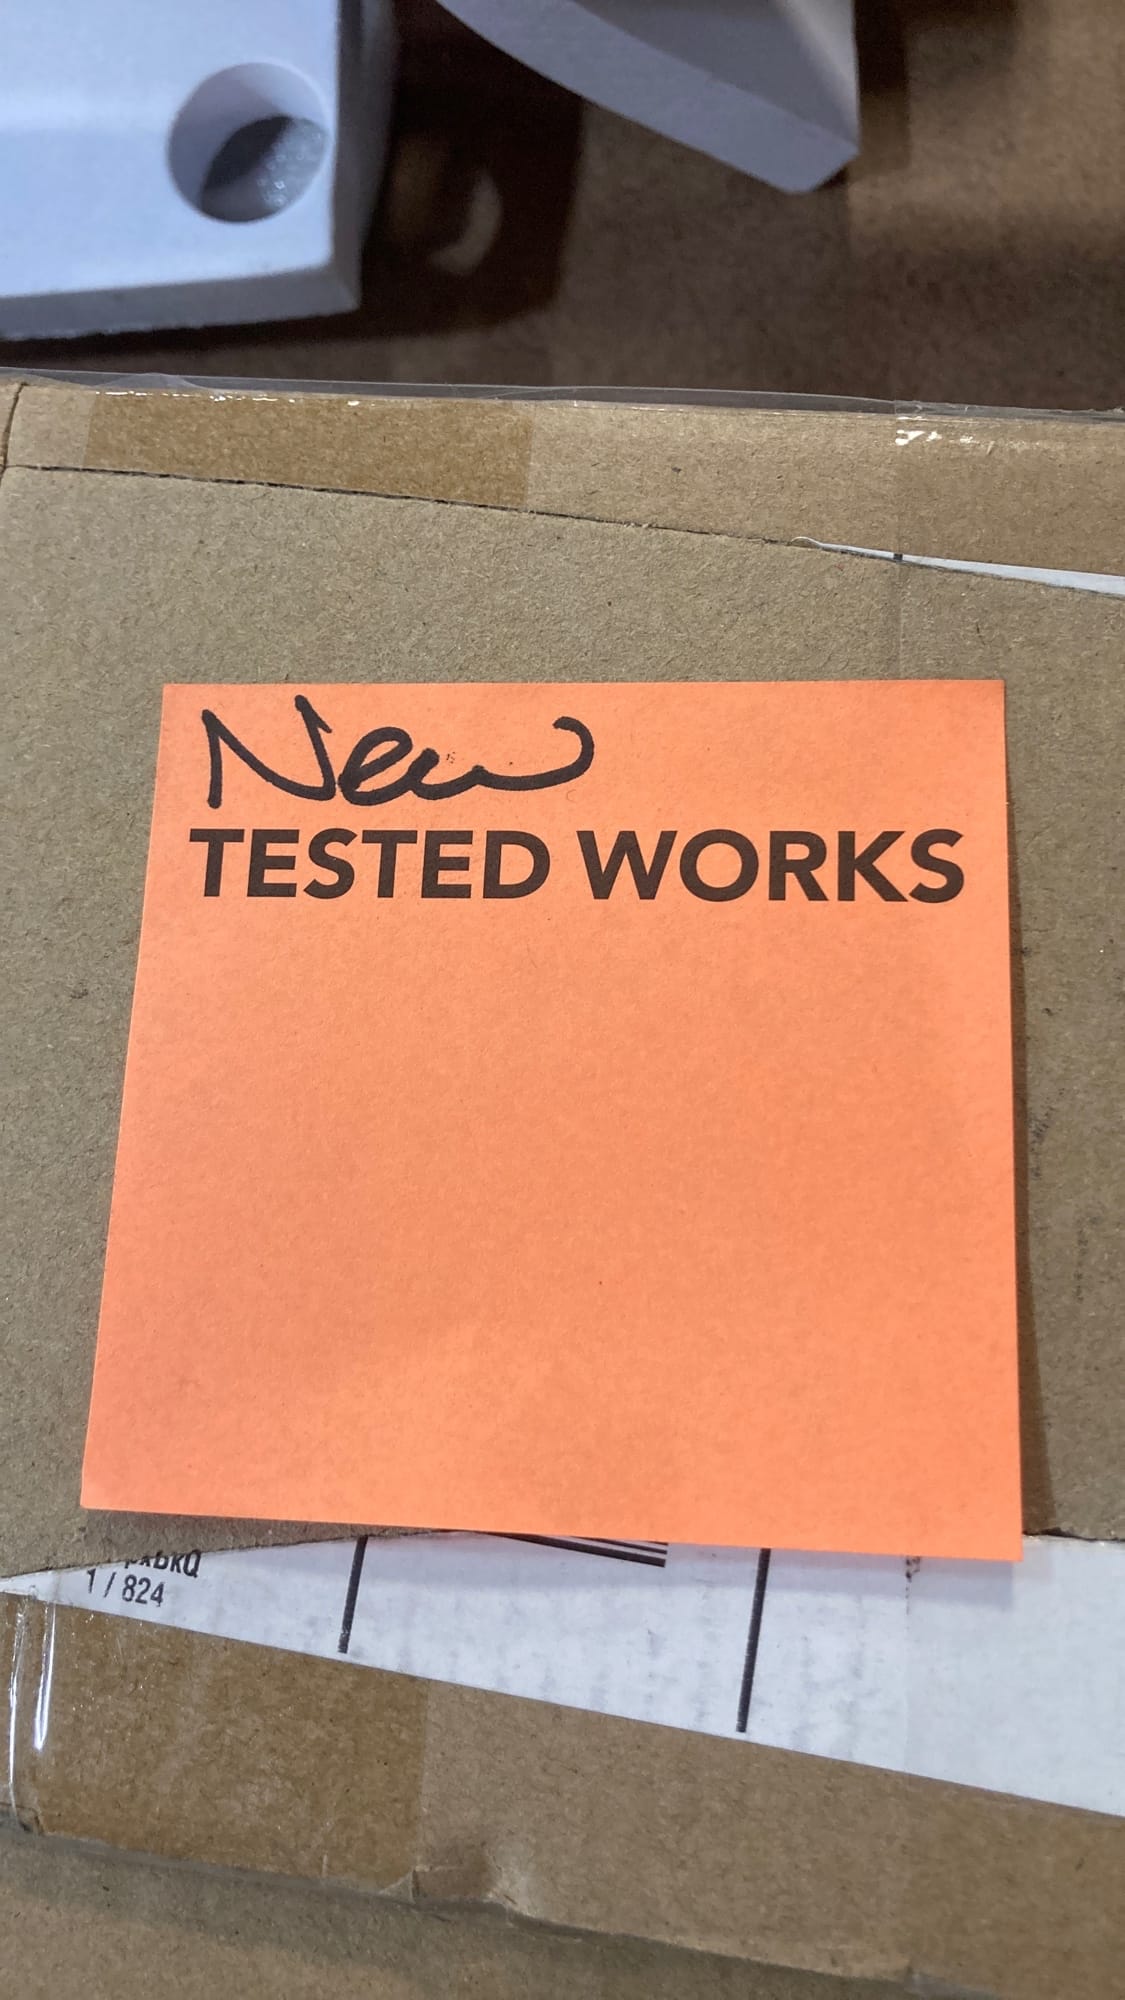 New
TESTED WORKS
1 / 824